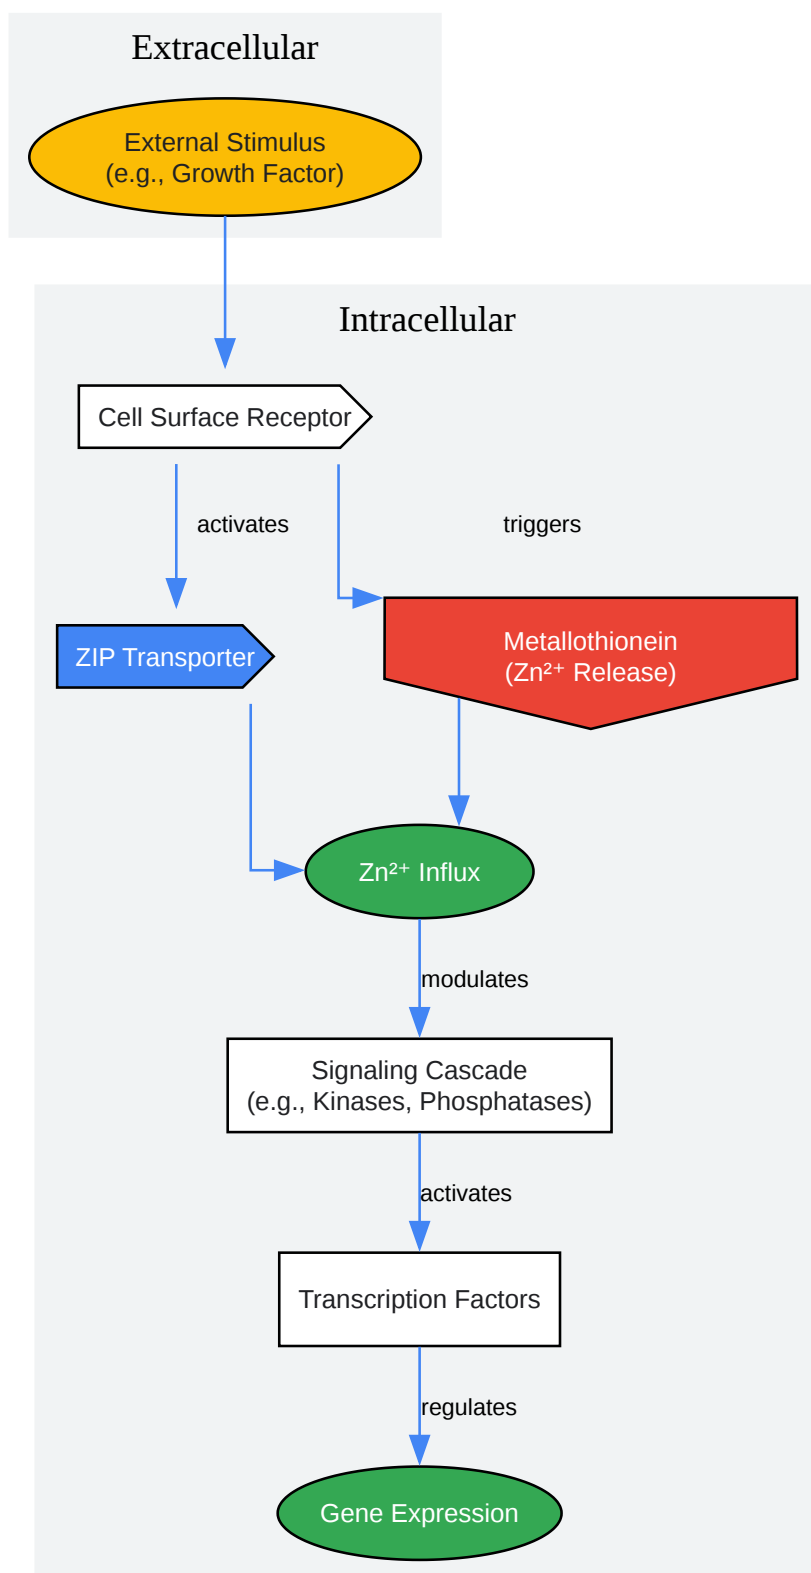 Extracellular
External Stimulus
(e.g., Growth Factor)
Intracellular
Cell Surface Receptor
activates
triggers
ZIP Transporter
Metallothionein
(Zn²⁺ Release)
Zn²⁺ Influx
modulates
Signaling Cascade
(e.g., Kinases, Phosphatases)
activates
Transcription Factors
regulates
Gene Expression